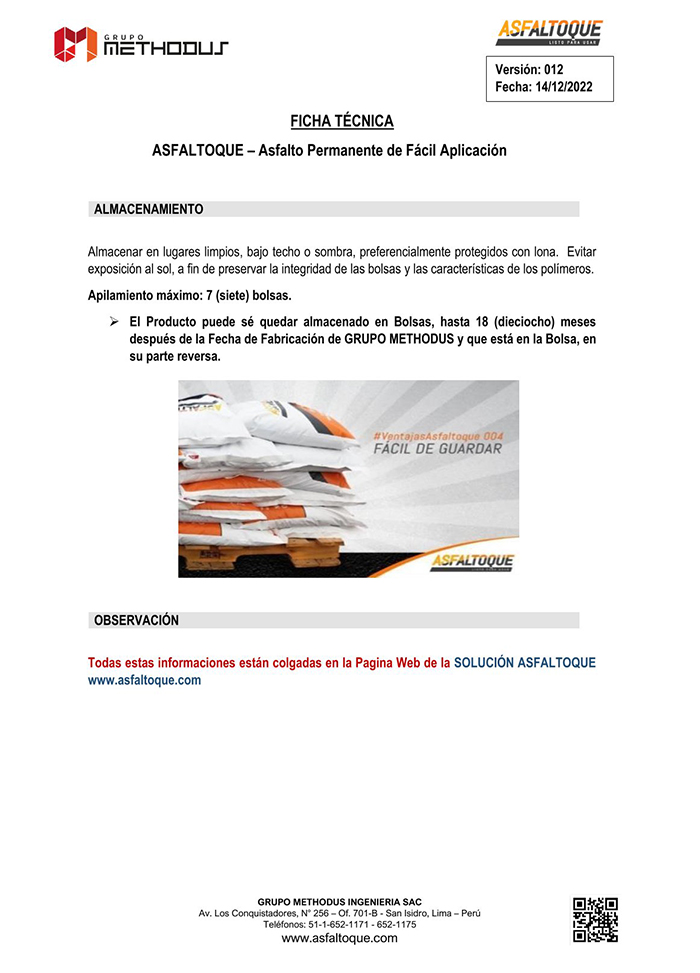 GRUPO
METHODUS
ASFALTOQUE
LISTO PARA USAR
Versión: 012
Fecha: 14/12/2022
FICHA TÉCNICA
ASFALTOQUE – Asfalto Permanente de Fácil Aplicación
ALMACENAMIENTO
Almacenar en lugares limpios, bajo techo o sombra, preferencialmente protegidos con lona. Evitar
exposición al sol, a fin de preservar la integridad de las bolsas y las características de los polímeros.
Apilamiento máximo: 7 (siete) bolsas.
➢ El Producto puede sé quedar almacenado en Bolsas, hasta 18 (dieciocho) meses
después de la Fecha de Fabricación de GRUPO METHODUS y que está en la Bolsa, en
su parte reversa.
#VentajasAsfaltoque 004
FÁCIL DE GUARDAR
ASFALTOQUE
OBSERVACIÓN
Todas estas informaciones están colgadas en la Pagina Web de la SOLUCIÓN ASFALTOQUE
www.asfaltoque.com
GRUPO METHODUS INGENIERIA SAC
Av. Los Conquistadores, N° 256 – Of. 701-B - San Isidro, Lima – Perú
Teléfonos: 51-1-652-1171 - 652-1175
www.asfaltoque.com